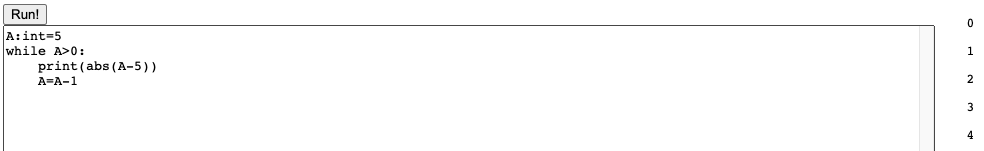 Run!
A:int=5
while A>0:
    print(abs(A-5))
    A=A-1
0
1
2
3
4